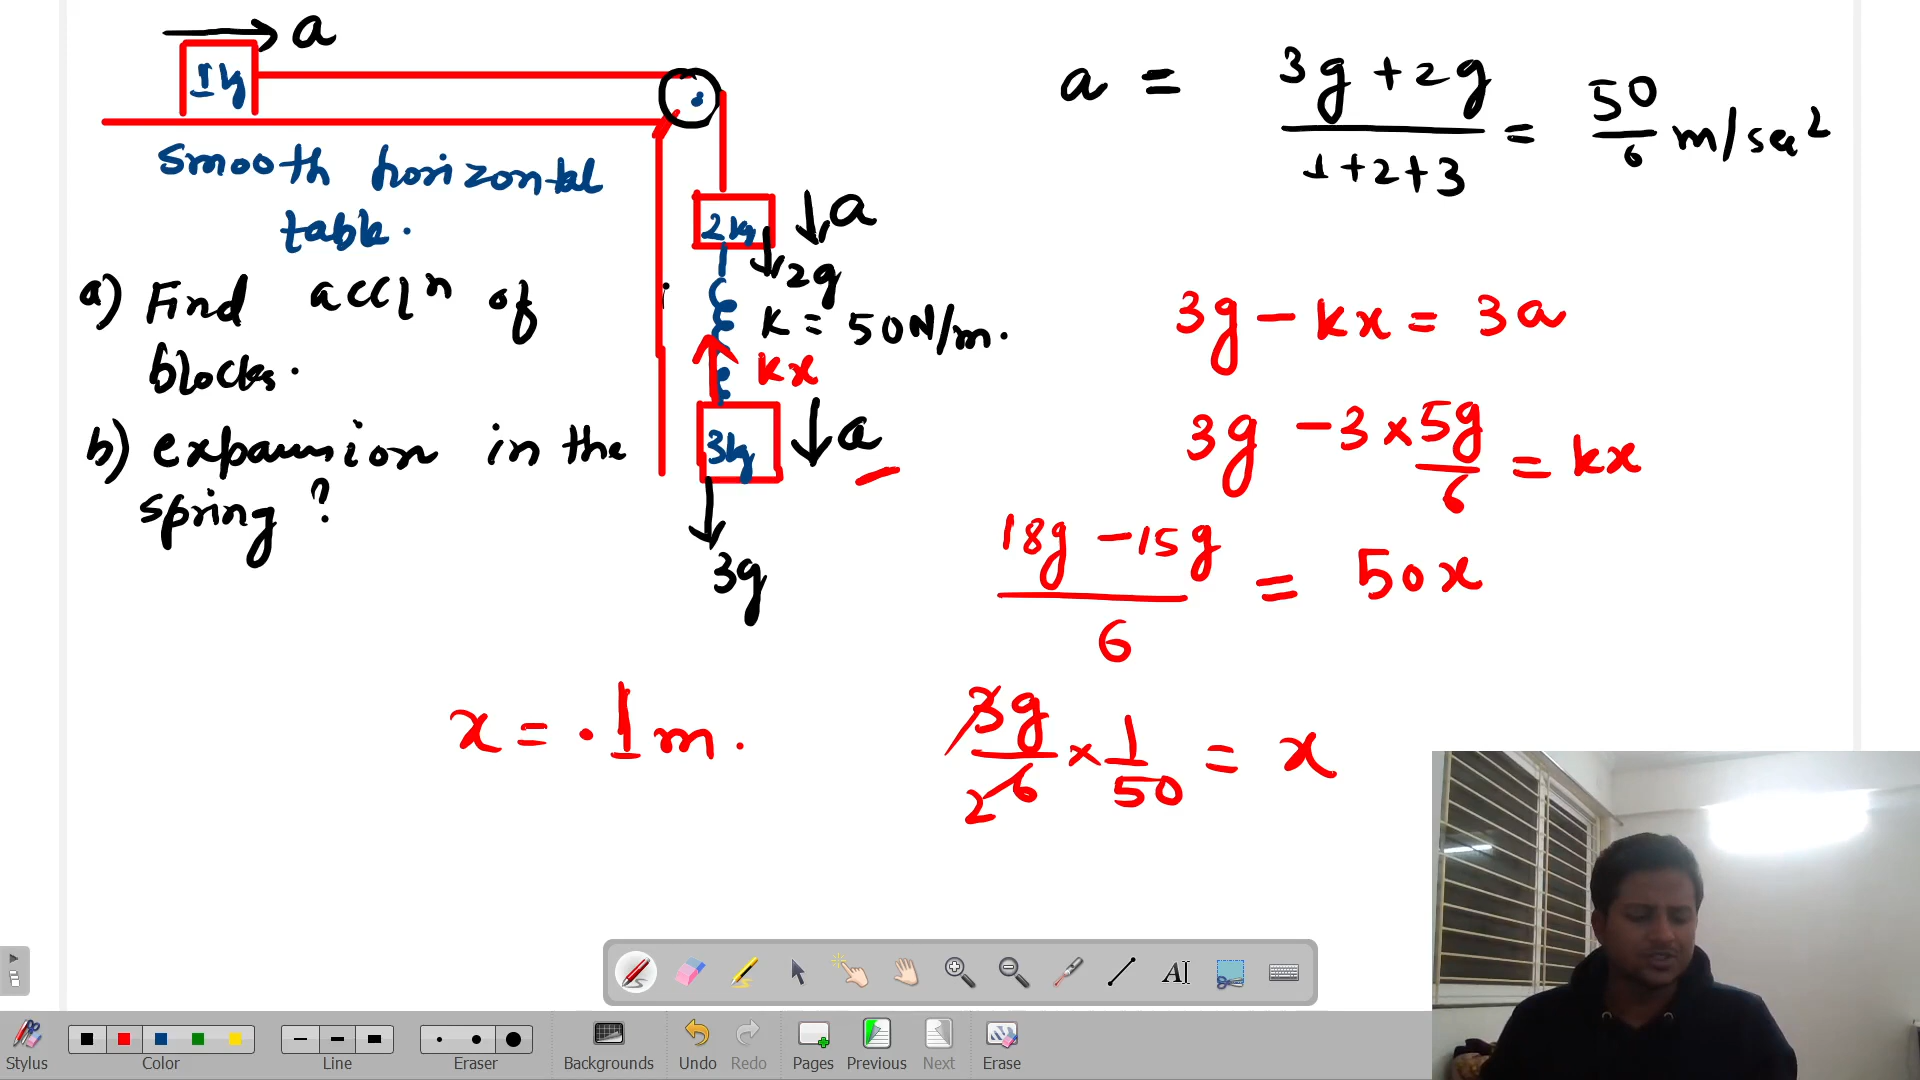 a
1kg
smooth horizontal
table.
a) Find accln of
blocks.
b) expansion in the
spring ?
2kg
a
2g
K = 50N/m.
kx
3kg
a
3g
a = 3g + 2g / 1+2+3 = 50/6 m/sec2
3g - kx = 3a
3g - 3 × 5g/6 = kx
18g - 15g / 6 = 50x
3g/6 2 × 1/50 = x
x = .1m.
Stylus
Color
Line
Eraser
Backgrounds
Undo
Redo
Pages
Previous
Next
Erase